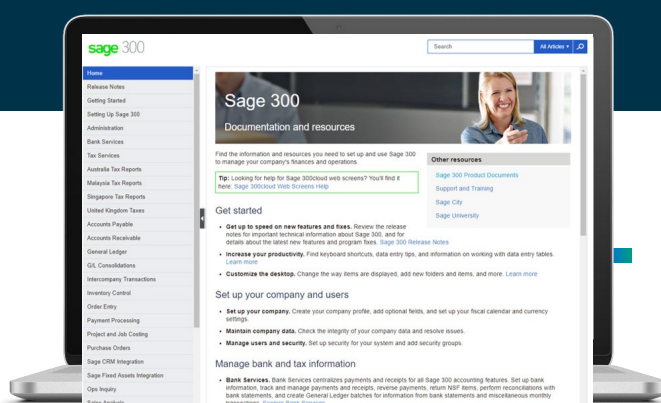 sage 300
Search
All Articles
Home
Release Notes
Getting Started
Setting Up Sage 300
Administration
Bank Services
Tax Services
Australia Tax Reports
Malaysia Tax Reports
Singapore Tax Reports
United Kingdom Taxes
Accounts Payable
Accounts Receivable
General Ledger
G/L Consolidations
Intercompany Transactions
Inventory Control
Order Entry
Payment Processing
Project and Job Costing
Purchase Orders
Sage CRM Integration
Sage Fixed Assets Integration
Ops Inquiry
Sales Analysis
Sage 300
Documentation and resources
Find the information and resources you need to set up and use Sage 300
to manage your company's finances and operations.
Tip: Looking for help for Sage 300cloud web screens? You'll find it
here: Sage 300cloud Web Screens Help
Other resources
Sage 300 Product Documents
Support and Training
Sage City
Sage University
Get started
• Get up to speed on new features and fixes. Review the release
notes for important technical information about Sage 300, and for
details about the latest new features and program fixes. Sage 300 Release Notes
• Increase your productivity. Find keyboard shortcuts, data entry tips, and information on working with data entry tables.
Learn more
• Customize the desktop. Change the way items are displayed, add new folders and items, and more. Learn more
Set up your company and users
• Set up your company. Create your company profile, add optional fields, and set up your fiscal calendar and currency
settings.
• Maintain company data. Check the integrity of your company data and resolve issues.
• Manage users and security. Set up security for your system and add security groups.
Manage bank and tax information
• Bank Services. Bank Services centralizes payments and receipts for all Sage 300 accounting features. Set up bank
information, track and manage payments and receipts, reverse payments, return NSF items, perform reconciliations with
bank statements, and create General Ledger batches for information from bank statements and miscellaneous monthly